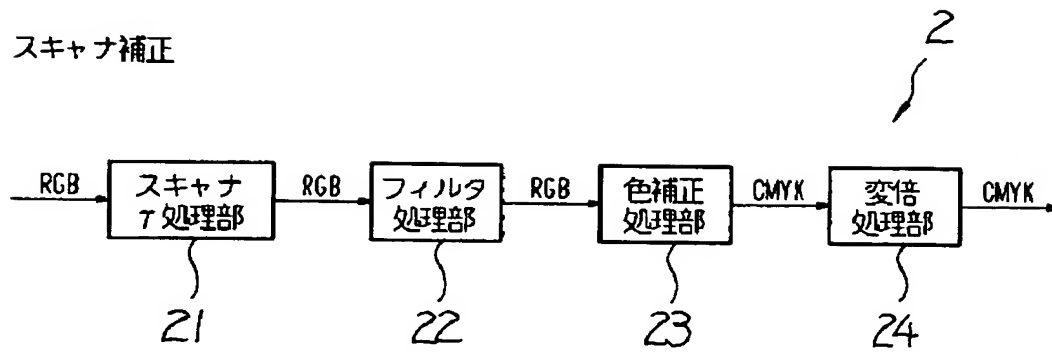 2
スキャナ補正
RGB
スキャナ
γ処理部
RGB
フィルタ
処理部
RGB
色補正
処理部
CMYK
変倍
処理部
CMYK
21
22
23
24